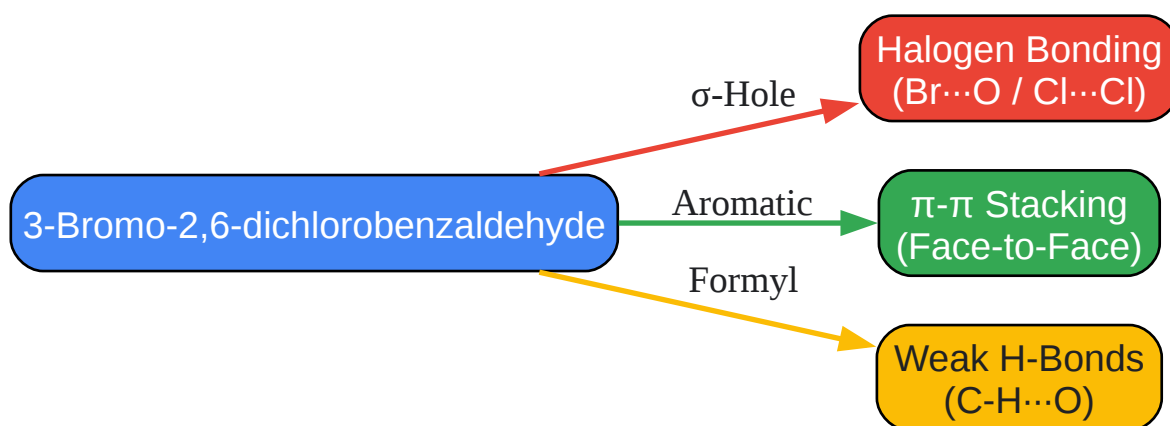 Halogen Bonding
(Br···O / Cl···Cl)
σ-Hole
3-Bromo-2,6-dichlorobenzaldehyde
Aromatic
π-π Stacking
(Face-to-Face)
Formyl
Weak H-Bonds
(C-H···O)